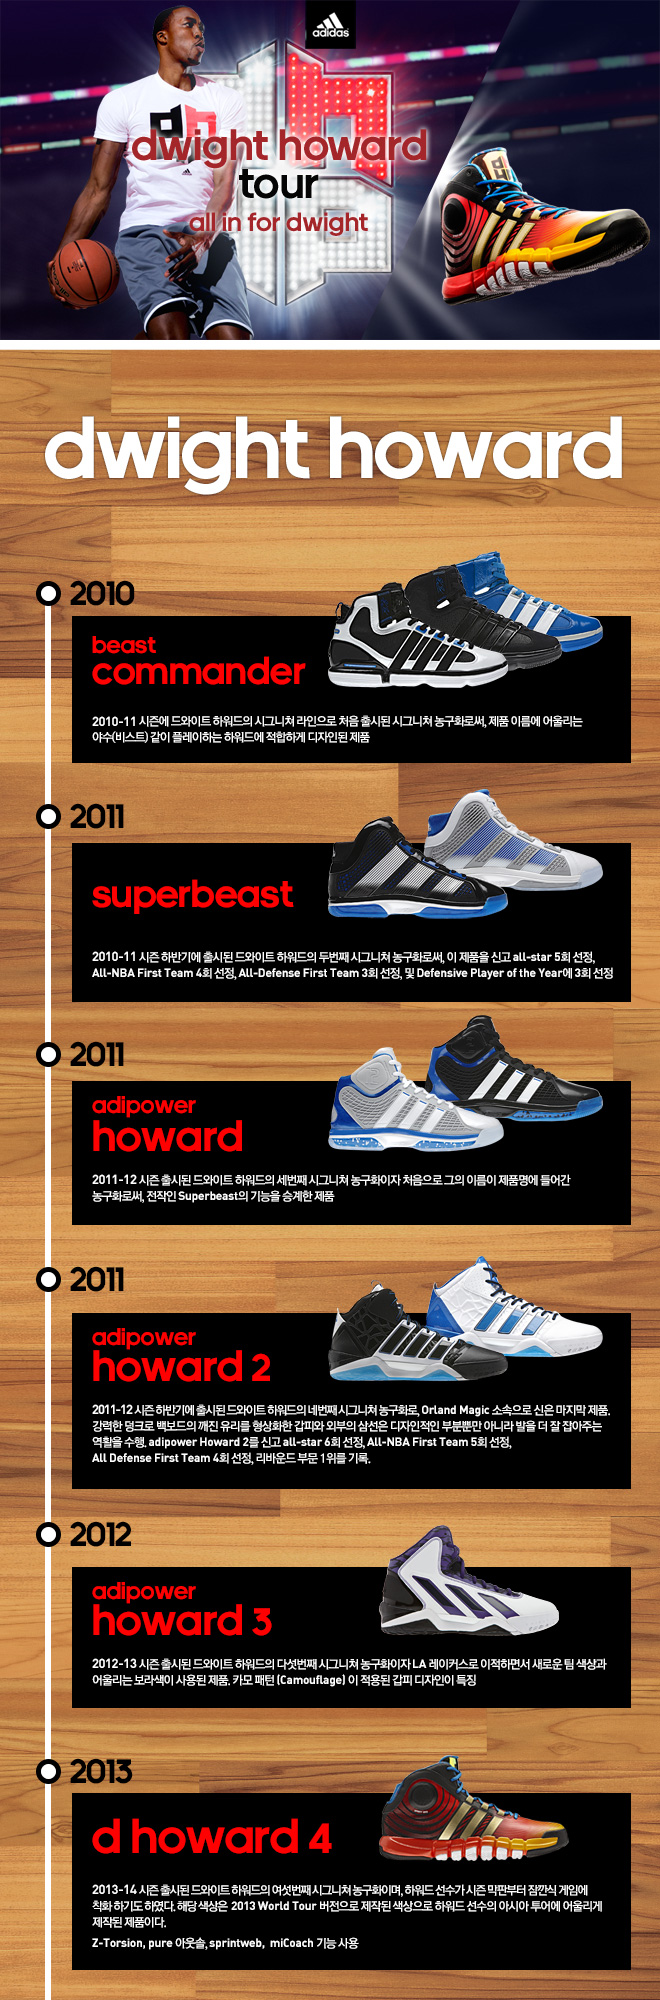 adidas
dwight howard
tour
all in for dwight
dwight howard
2010
beast
commander
2010-11 시즌에 드와이트 하워드의 시그니쳐 라인으로 처음 출시된 시그니쳐 농구화로써, 제품 이름에 어울리는
야수(비스트) 같이 플레이하는 하워드에 적합하게 디자인된 제품
2011
superbeast
2010-11 시즌 하반기에 출시된 드와이트 하워드의 두번째 시그니쳐 농구화로써, 이 제품을 신고 all-star 5회 선정,
All-NBA First Team 4회 선정, All-Defense First Team 3회 선정, 및 Defensive Player of the Year에 3회 선정
2011
adipower
howard
2011-12 시즌 출시된 드와이트 하워드의 세번째 시그니쳐 농구화이자 처음으로 그의 이름이 제품명에 들어간
농구화로써, 전작인 Superbeast의 기능을 승계한 제품
2011
adipower
howard 2
2011-12 시즌 하반기에 출시된 드와이트 하워드의 네번째 시그니쳐 농구화로, Orland Magic 소속으로 신은 마지막 제품.
강력한 덩크로 백보드의 깨진 유리를 형상화한 갑피와 외부의 삼선은 디자인적인 부분뿐만 아니라 발을 더 잘 잡아주는
역활을 수행. adipower Howard 2를 신고 all-star 6회 선정, All-NBA First Team 5회 선정,
All Defense First Team 4회 선정, 리바운드 부문 1위를 기록.
2012
adipower
howard 3
2012-13 시즌 출시된 드와이트 하워드의 다섯번째 시그니쳐 농구화이자 LA 레이커스로 이적하면서 새로운 팀 색상과
어울리는 보라색이 사용된 제품. 카모 패턴 (Camouflage) 이 적용된 갑피 디자인이 특징
2013
d howard 4
2013-14 시즌 출시된 드와이트 하워드의 여섯번째 시그니쳐 농구화이며, 하워드 선수가 시즌 막판부터 잠깐식 게임에
착화 하기도 하였다. 해당 색상은 2013 World Tour 버전으로 제작된 색상으로 하워드 선수의 아시아 투어에 어울리게
제작된 제품이다.
Z-Torsion, pure 아웃솔, sprintweb, miCoach 기능 사용